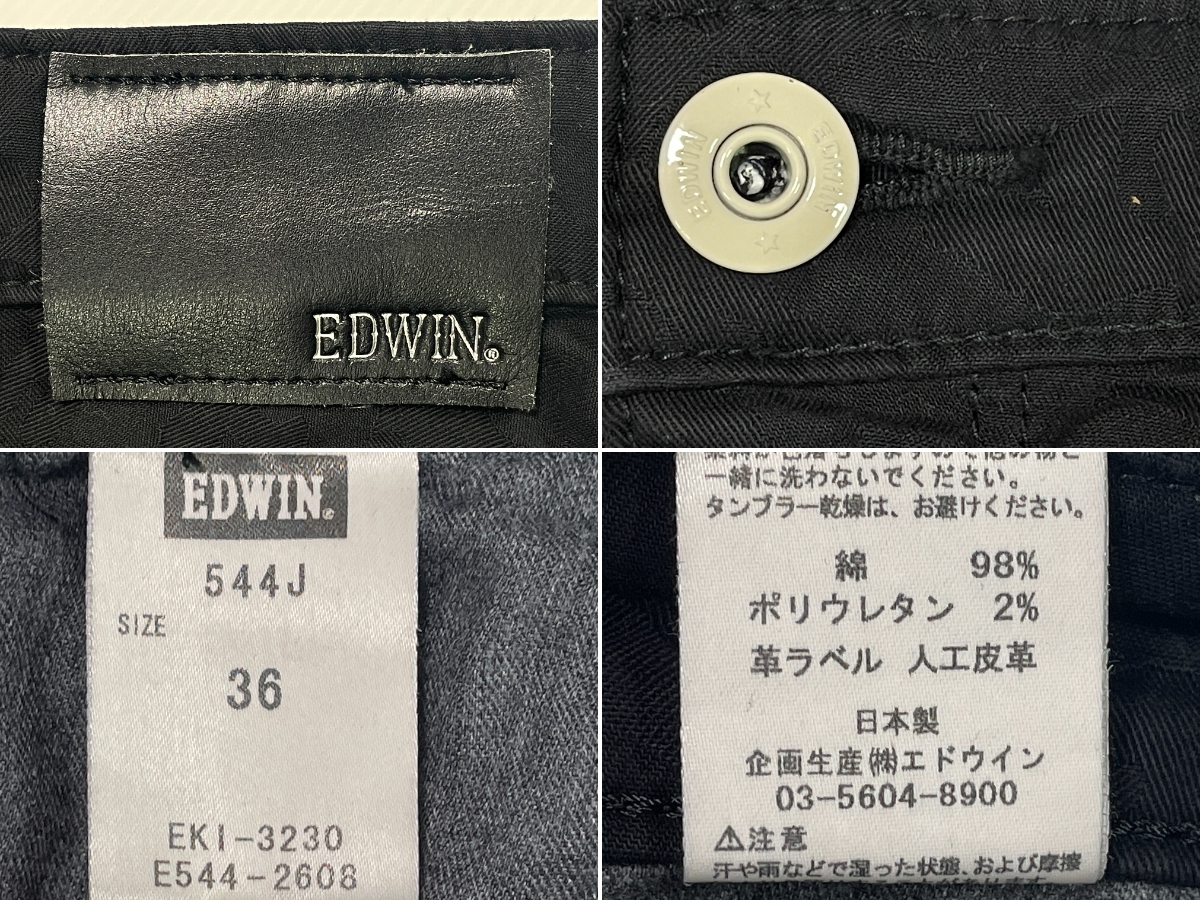 EDWIN®
EDWIN
EDWIN
EDWIN
544J
SIZE
36
EKI-3230
E544-2608
一緒に洗わないでください。
タンブラー乾燥は、お避けください。
綿 98%
ポリウレタン 2%
革ラベル 人工皮革
日本製
企画生産㈱エドウイン
03-5604-8900
⚠注意
汗や雨などで湿った状態、および摩擦